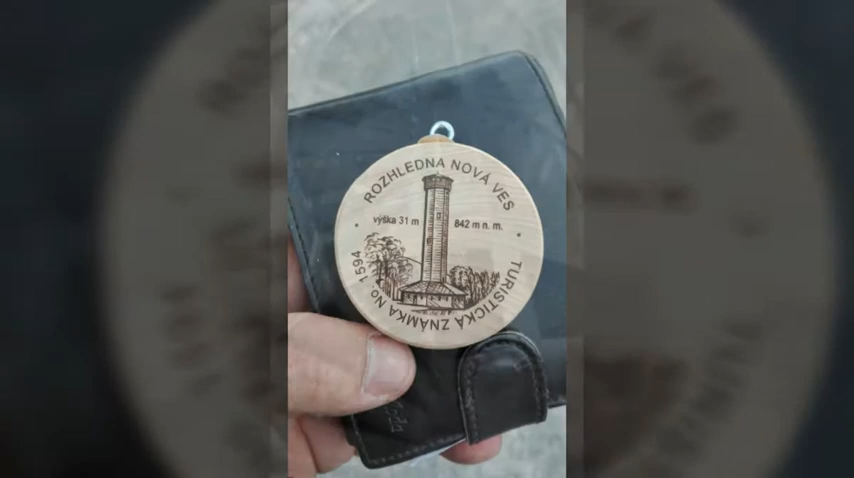 ROZHLEDNA NOVÁ VES
výška 31 m
842 m n. m.
TURISTICKÁ ZNÁMKA No. 1594